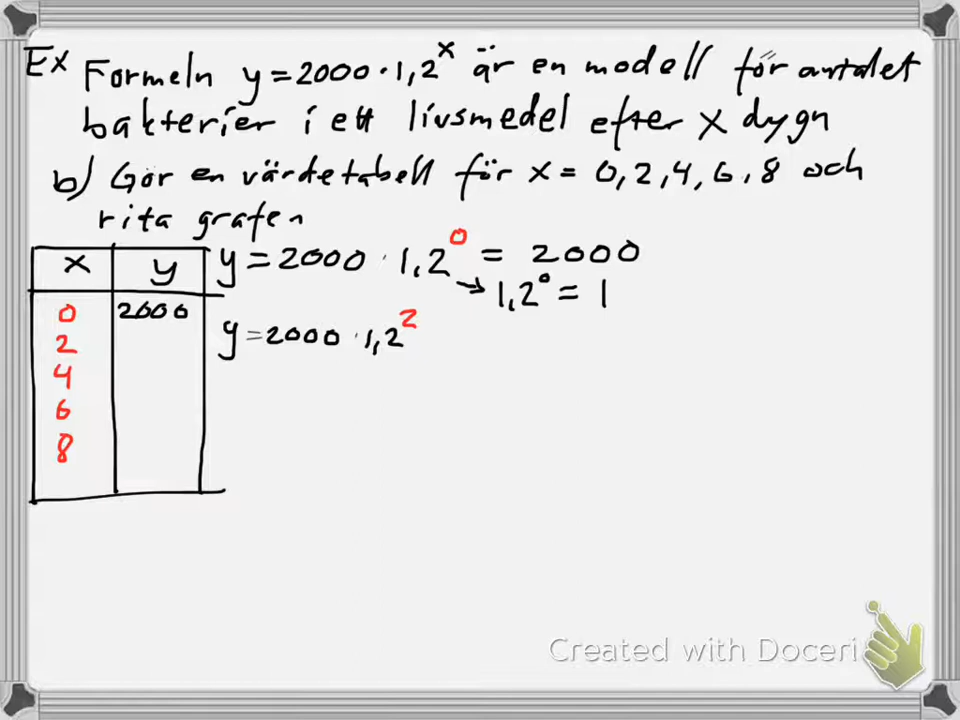 Ex Formeln y = 2000 · 1,2^x är en modell för antalet
bakterier i ett livsmedel efter x dygn
b) Gör en värdetabell för x = 0, 2, 4, 6, 8 och
rita grafen
x y
y = 2000 · 1,2^0 = 2000
→ 1,2^0 = 1
0 2000
y = 2000 · 1,2^2
2
4
6
8
Created with Doceri